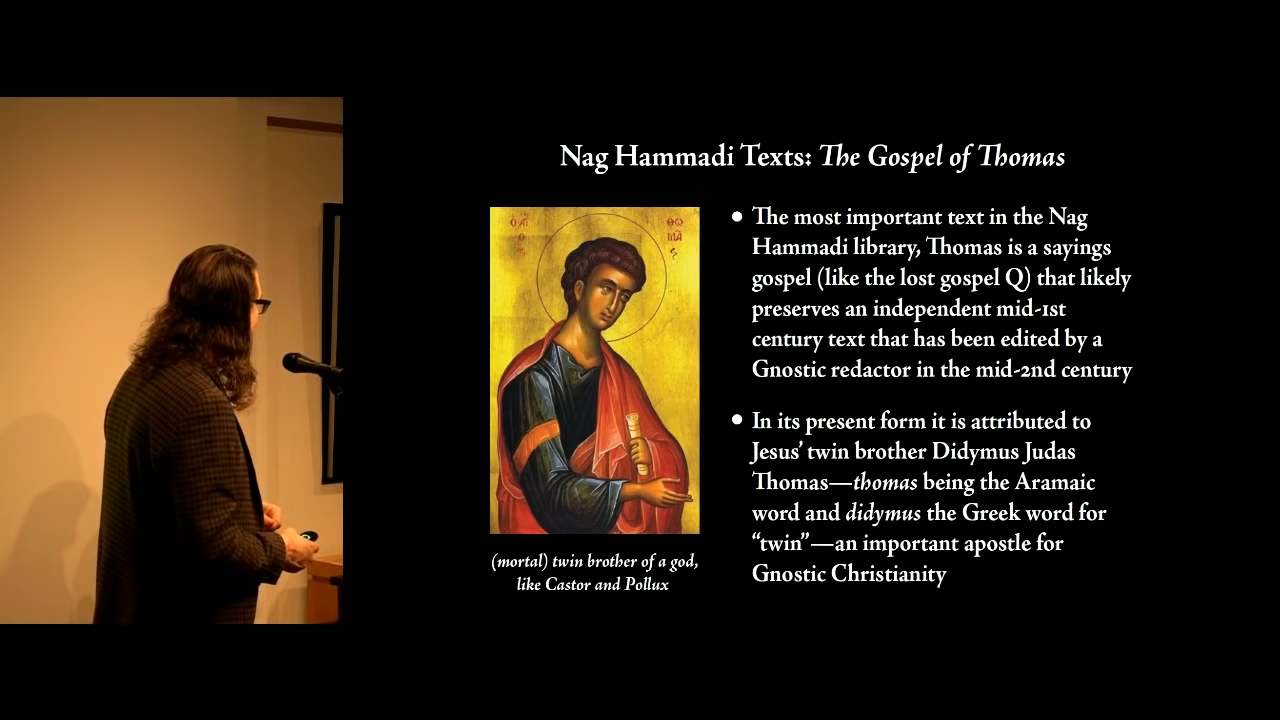 Nag Hammadi Texts: The Gospel of Thomas
ὁ ἅγι
ο
ς
ΘΩ
ΜΑ
ς
(mortal) twin brother of a god,
like Castor and Pollux
• The most important text in the Nag
Hammadi library, Thomas is a sayings
gospel (like the lost gospel Q) that likely
preserves an independent mid-1st
century text that has been edited by a
Gnostic redactor in the mid-2nd century
• In its present form it is attributed to
Jesus’ twin brother Didymus Judas
Thomas—thomas being the Aramaic
word and didymus the Greek word for
“twin”—an important apostle for
Gnostic Christianity